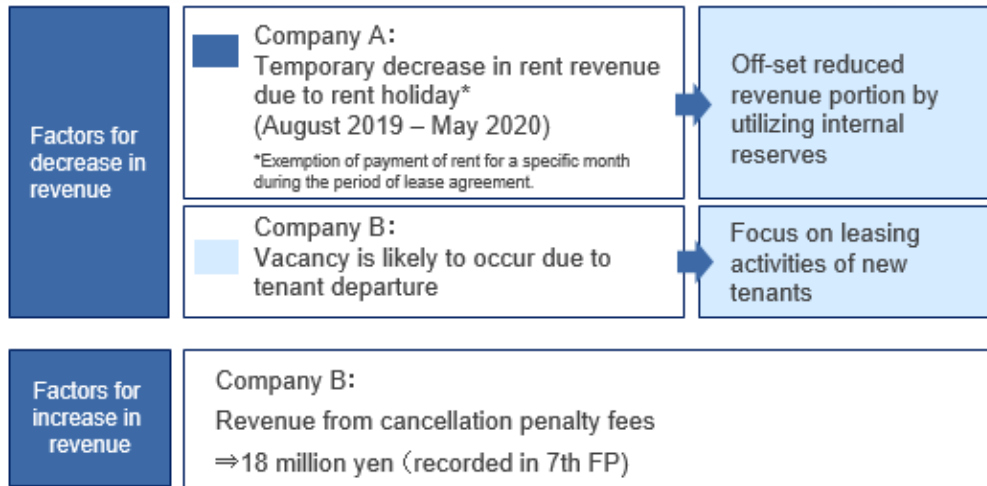 Factors for
decrease in
revenue
Company A:
Temporary decrease in rent revenue
due to rent holiday*
(August 2019 – May 2020)
*Exemption of payment of rent for a specific month
during the period of lease agreement.
Off-set reduced
revenue portion by
utilizing internal
reserves
Company B:
Vacancy is likely to occur due to
tenant departure
Focus on leasing
activities of new
tenants
Factors for
increase in
revenue
Company B:
Revenue from cancellation penalty fees
⇒18 million yen（recorded in 7th FP)